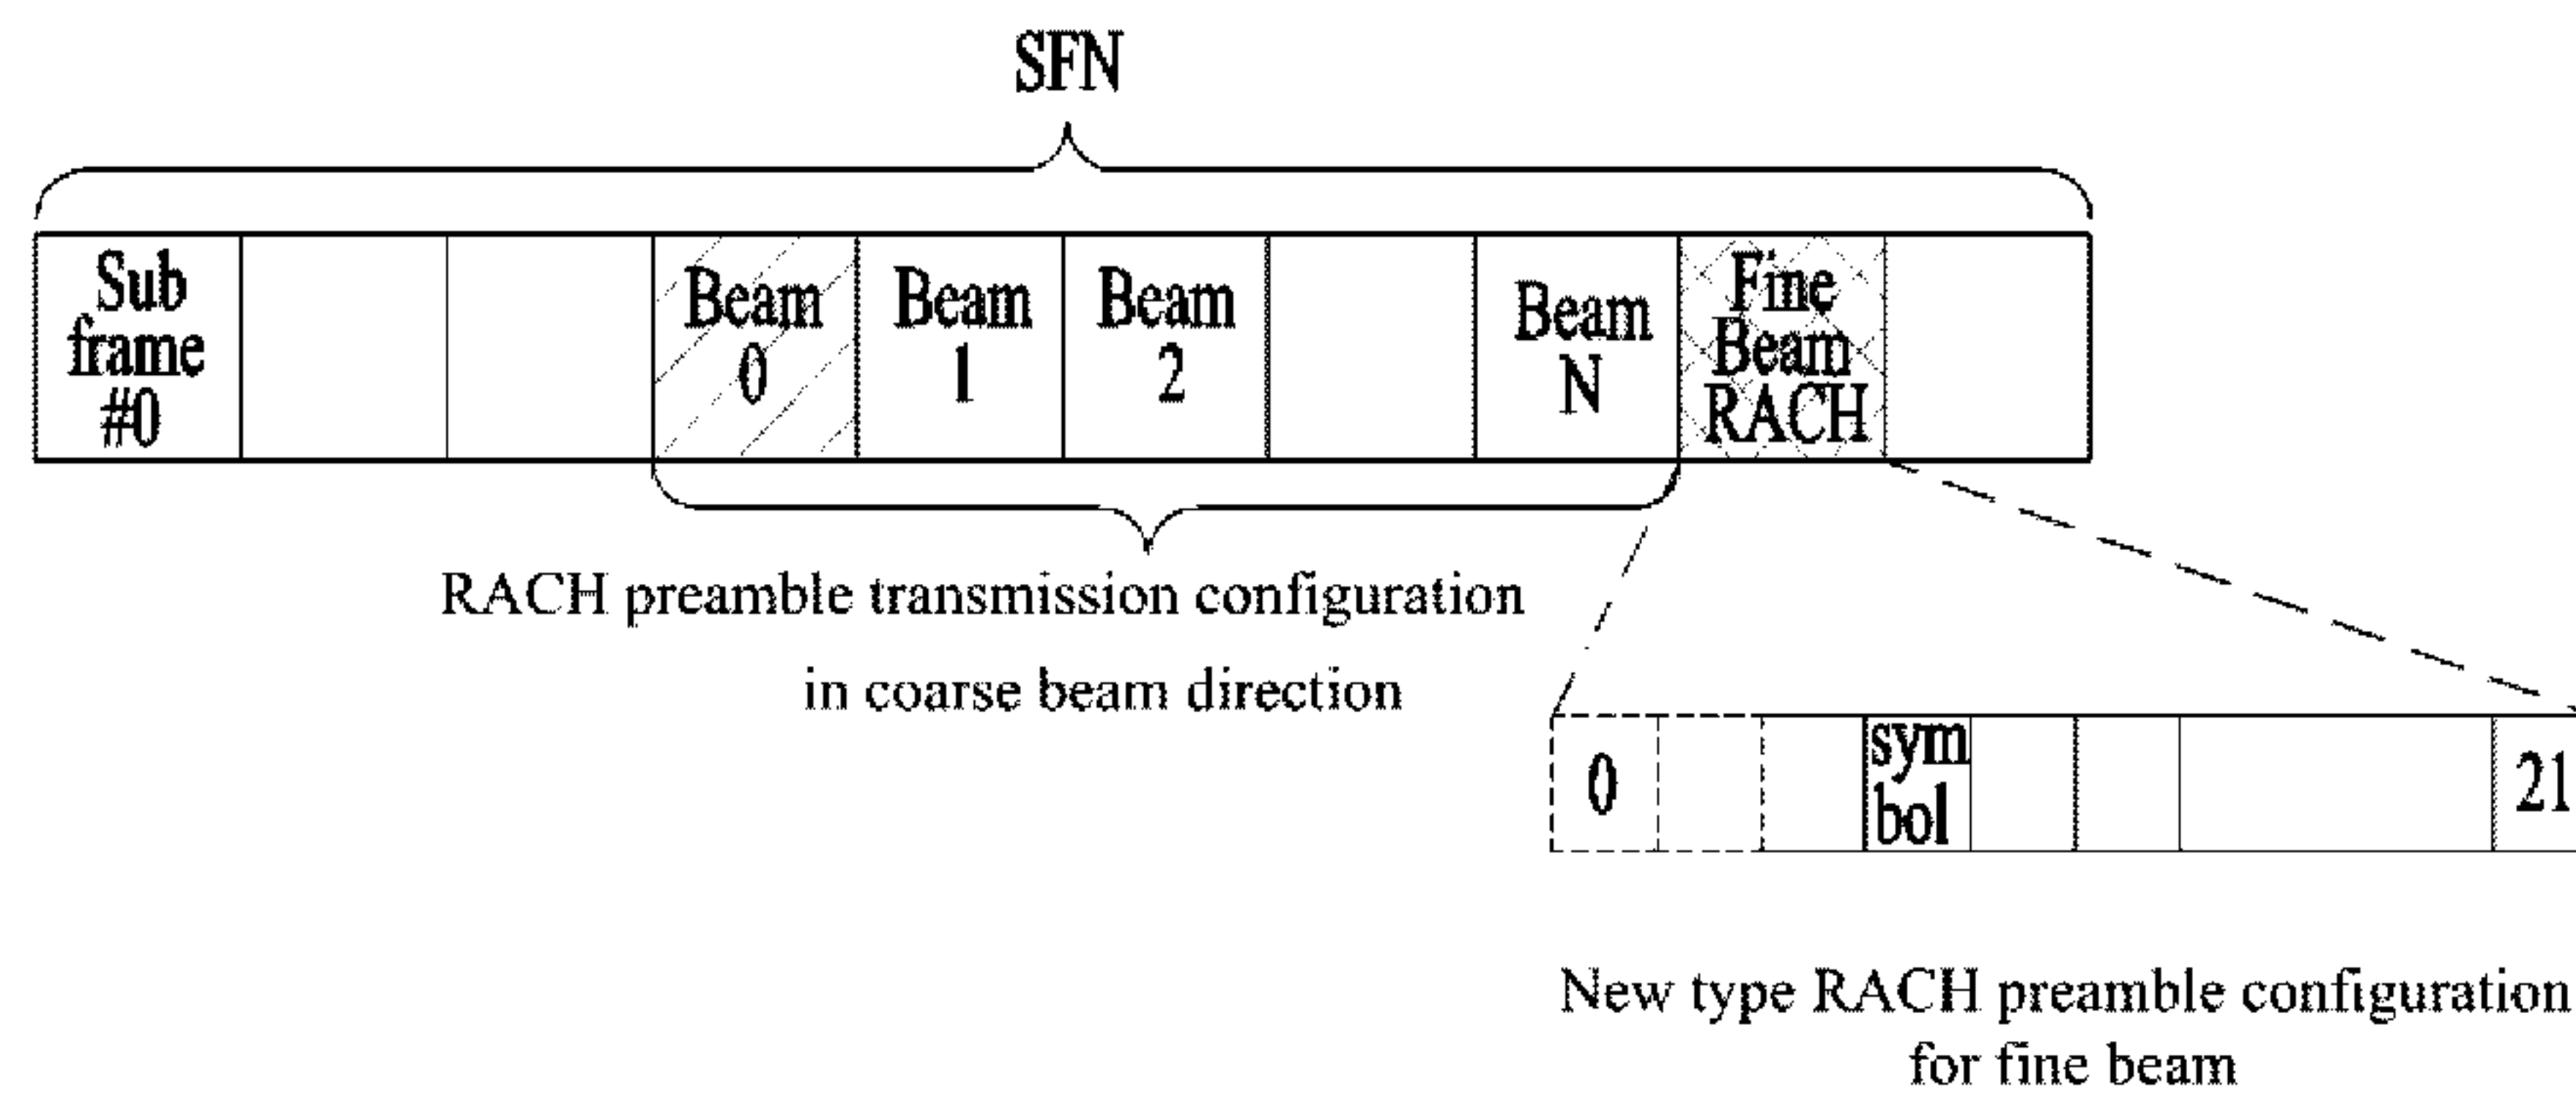 SFN
Sub
frame
#0
Beam
0
Beam
1
Beam
2
Beam
N
Fine
Beam
RACH
RACH preamble transmission configuration
in coarse beam direction
0
sym
bol
21
New type RACH preamble configuration
for fine beam